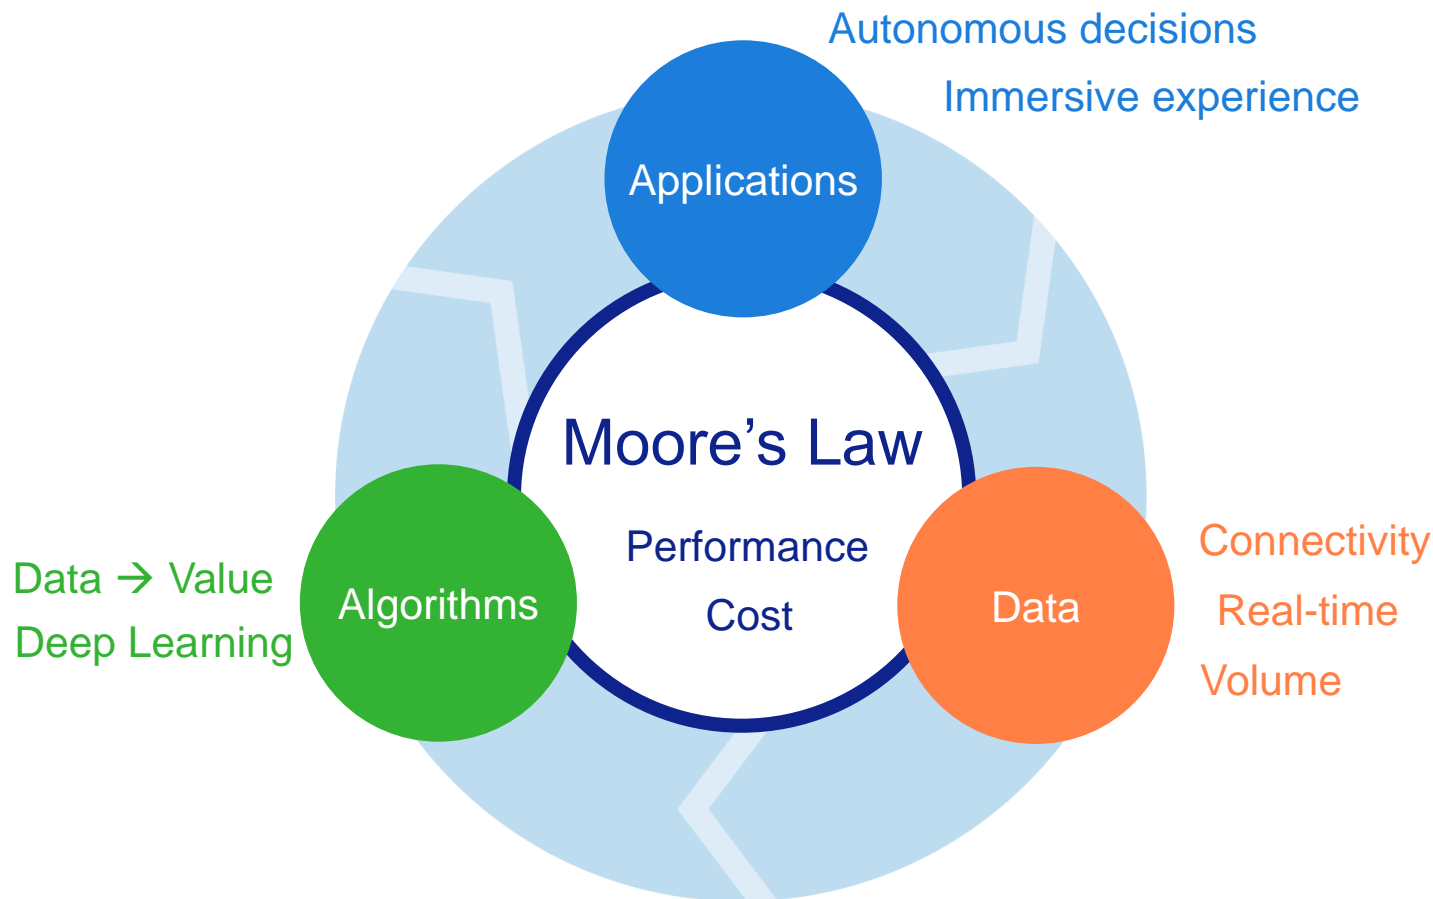 Autonomous decisions
Immersive experience
Applications
Moore’s Law
Performance
Cost
Data → Value
Deep Learning
Algorithms
Data
Connectivity
Real-time
Volume